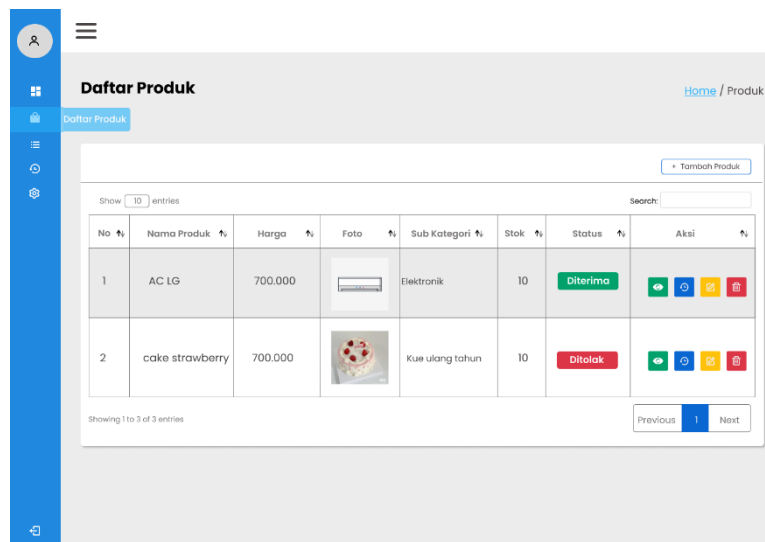 Daftar Produk
Home / Produk
Daftar Produk
+ Tambah Produk
Show 10 entries
Search:
No Nama Produk Harga Foto Sub Kategori Stok Status Aksi
1 AC LG 700.000 Elektronik 10 Diterima
2 cake strawberry 700.000 Kue ulang tahun 10 Ditolak
Showing 1 to 3 of 3 entries
Previous 1 Next